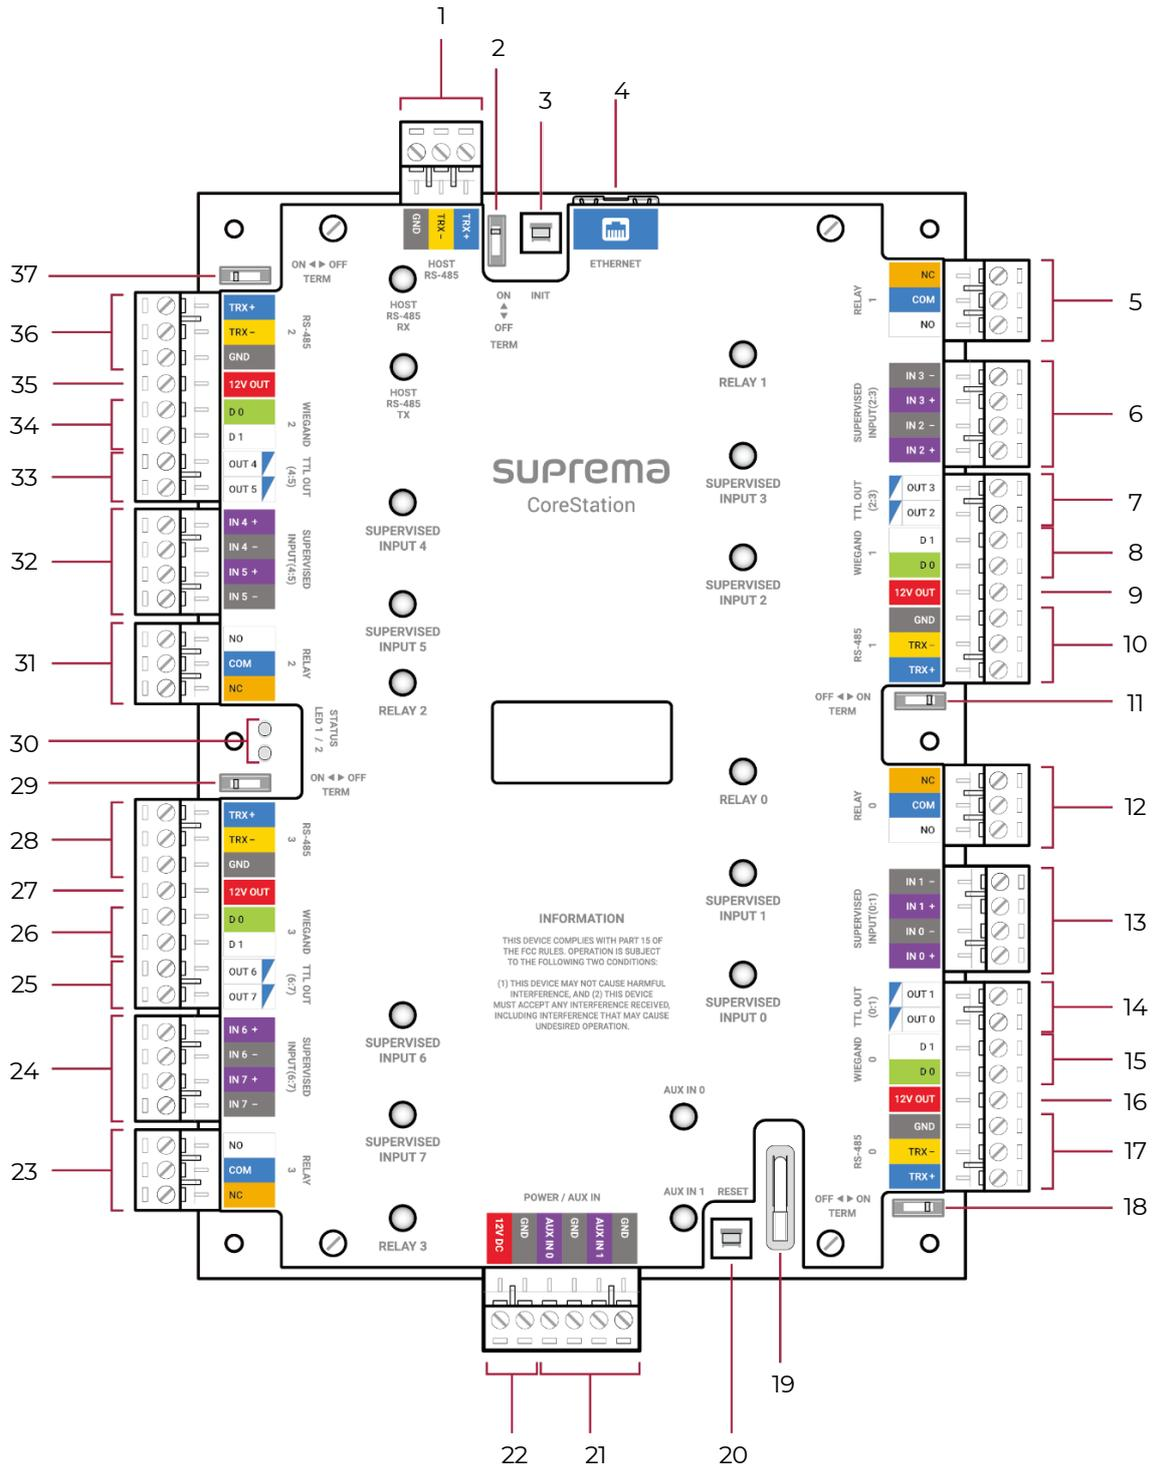 1
2
3
4
GND
TRX −
TRX +
HOST
RS-485
ETHERNET
ON ◀ ▶ OFF
TERM
HOST
RS-485
RX
ON
▲
▼
OFF
TERM
INIT
HOST
RS-485
TX
37
36
35
34
33
32
31
30
29
28
27
26
25
24
23
TRX +
TRX −
GND
RS-485
2
12V OUT
D 0
D 1
WIEGAND
2
OUT 4
OUT 5
TTL OUT
(4:5)
IN 4 +
IN 4 −
IN 5 +
IN 5 −
SUPERVISED
INPUT(4:5)
NO
COM
NC
RELAY
2
STATUS
LED 1 / 2
ON ◀ ▶ OFF
TERM
TRX +
TRX −
GND
RS-485
3
12V OUT
D 0
D 1
WIEGAND
3
OUT 6
OUT 7
TTL OUT
(6:7)
IN 6 +
IN 6 −
IN 7 +
IN 7 −
SUPERVISED
INPUT(6:7)
NO
COM
NC
RELAY
3
SUPERVISED
INPUT 4
SUPERVISED
INPUT 5
RELAY 2
SUPERVISED
INPUT 6
SUPERVISED
INPUT 7
RELAY 3
suprema
CoreStation
INFORMATION
THIS DEVICE COMPLIES WITH PART 15 OF
THE FCC RULES. OPERATION IS SUBJECT
TO THE FOLLOWING TWO CONDITIONS:
(1) THIS DEVICE MAY NOT CAUSE HARMFUL
INTERFERENCE, AND (2) THIS DEVICE
MUST ACCEPT ANY INTERFERENCE RECEIVED,
INCLUDING INTERFERENCE THAT MAY CAUSE
UNDESIRED OPERATION.
RELAY 1
SUPERVISED
INPUT 3
SUPERVISED
INPUT 2
RELAY 0
SUPERVISED
INPUT 1
SUPERVISED
INPUT 0
AUX IN 0
AUX IN 1
RESET
POWER / AUX IN
12V DC
GND
AUX IN 0
GND
AUX IN 1
GND
RELAY
1
NC
COM
NO
SUPERVISED
INPUT(2:3)
IN 3 −
IN 3 +
IN 2 −
IN 2 +
TTL OUT
(2:3)
OUT 3
OUT 2
WIEGAND
1
D 1
D 0
12V OUT
RS-485
1
GND
TRX −
TRX +
OFF ◀ ▶ ON
TERM
RELAY
0
NC
COM
NO
SUPERVISED
INPUT(0:1)
IN 1 −
IN 1 +
IN 0 −
IN 0 +
TTL OUT
(0:1)
OUT 1
OUT 0
WIEGAND
0
D 1
D 0
12V OUT
RS-485
0
GND
TRX −
TRX +
OFF ◀ ▶ ON
TERM
5
6
7
8
9
10
11
12
13
14
15
16
17
18
19
20
21
22